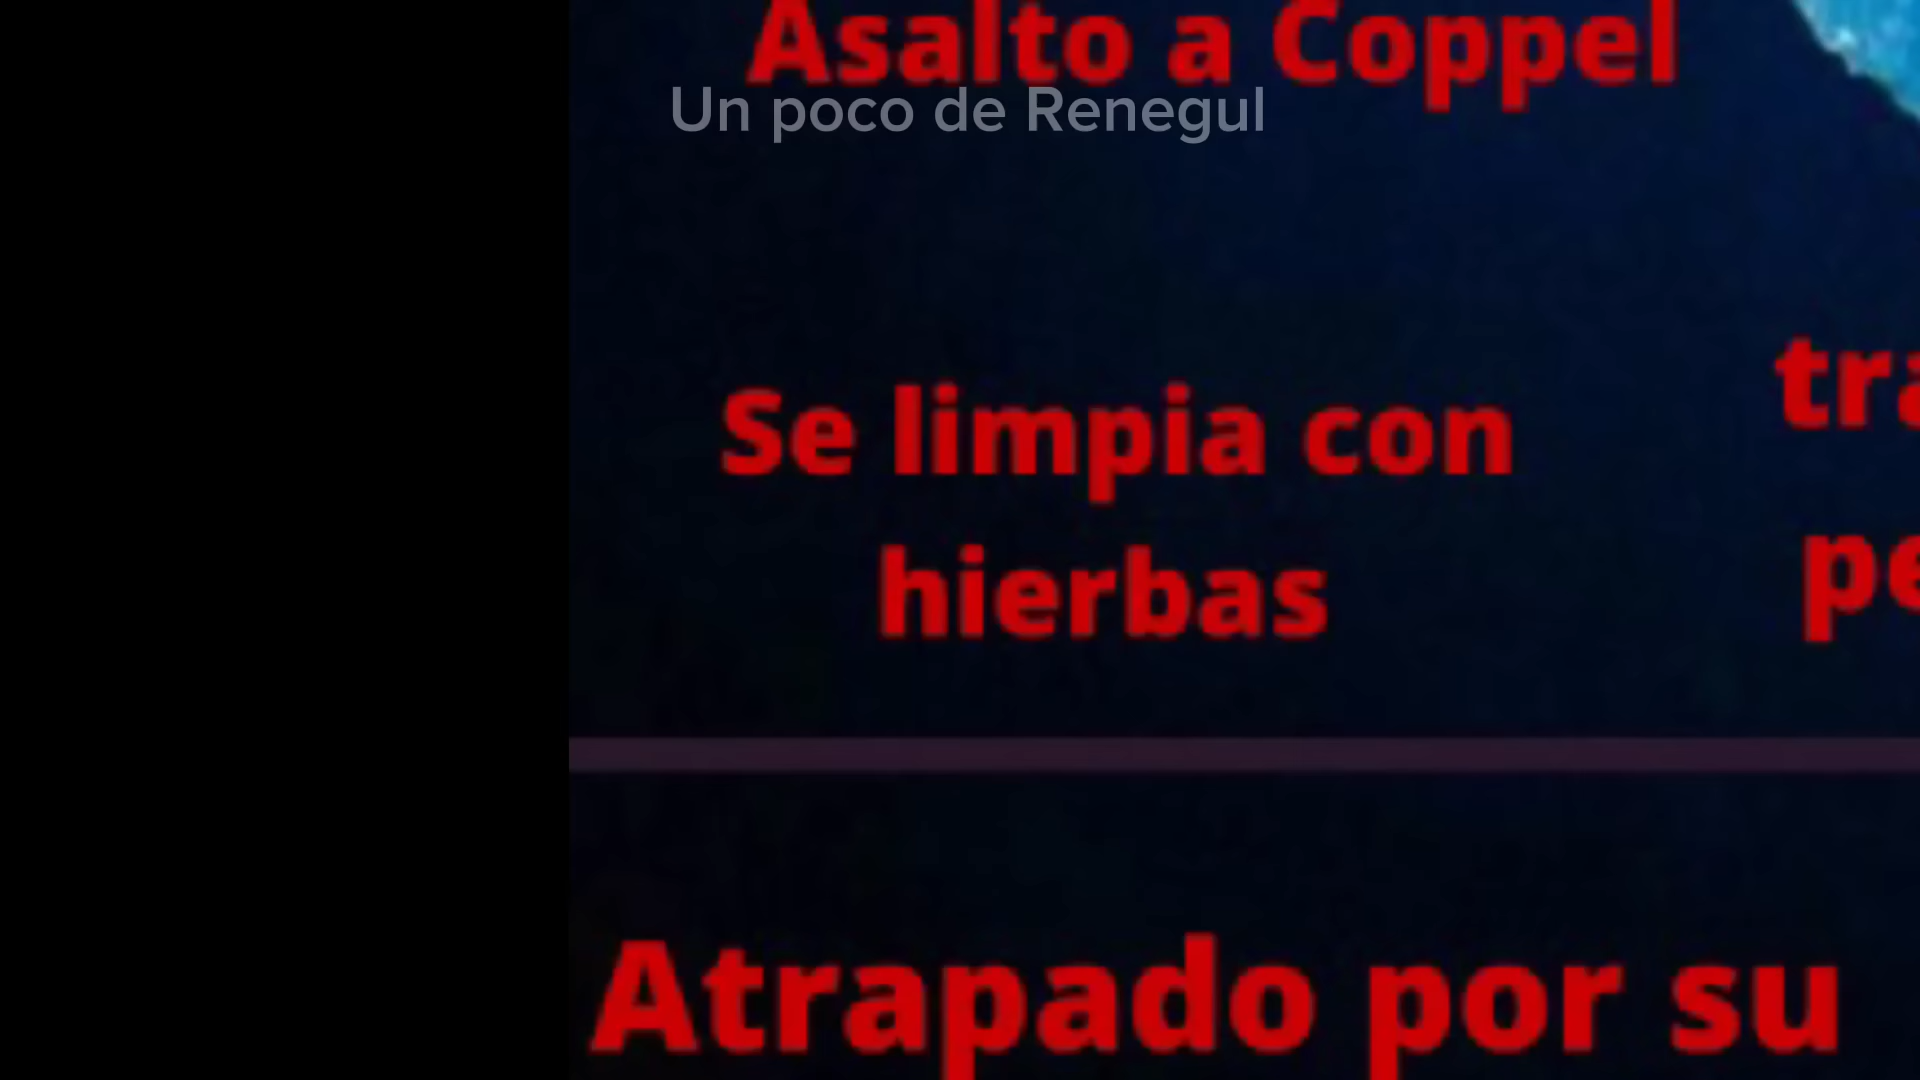 Asalto a Coppel
Un poco de Renegul
Se limpia con
hierbas
Atrapado por su